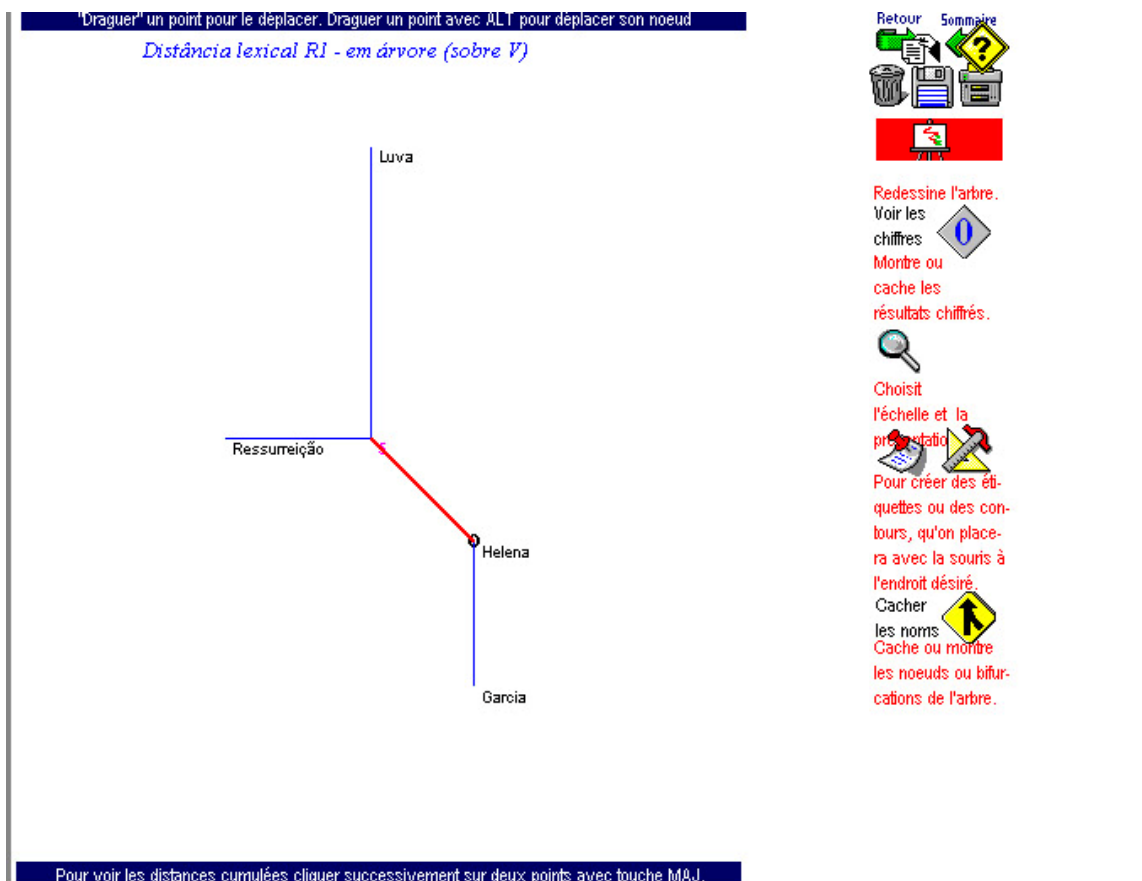 "Draguer" un point pour le déplacer. Draguer un point avec ALT pour déplacer son noeud
Distância lexical R1 - em árvore (sobre V)
Luva
Ressurreição
5
Helena
Garcia
Pour voir les distances cumulées cliquer successivement sur deux points avec touche MAJ.
Retour Sommaire
?
Redessine l'arbre.
Voir les
chiffres
0
Montre ou
cache les
résultats chiffrés.
Choisit
l'échelle et la
Pour créer des éti-
quettes ou des con-
tours, qu'on place-
ra avec la souris à
l'endroit désiré.
Cacher
les noms
Cache ou montre
les noeuds ou bifur-
cations de l'arbre.